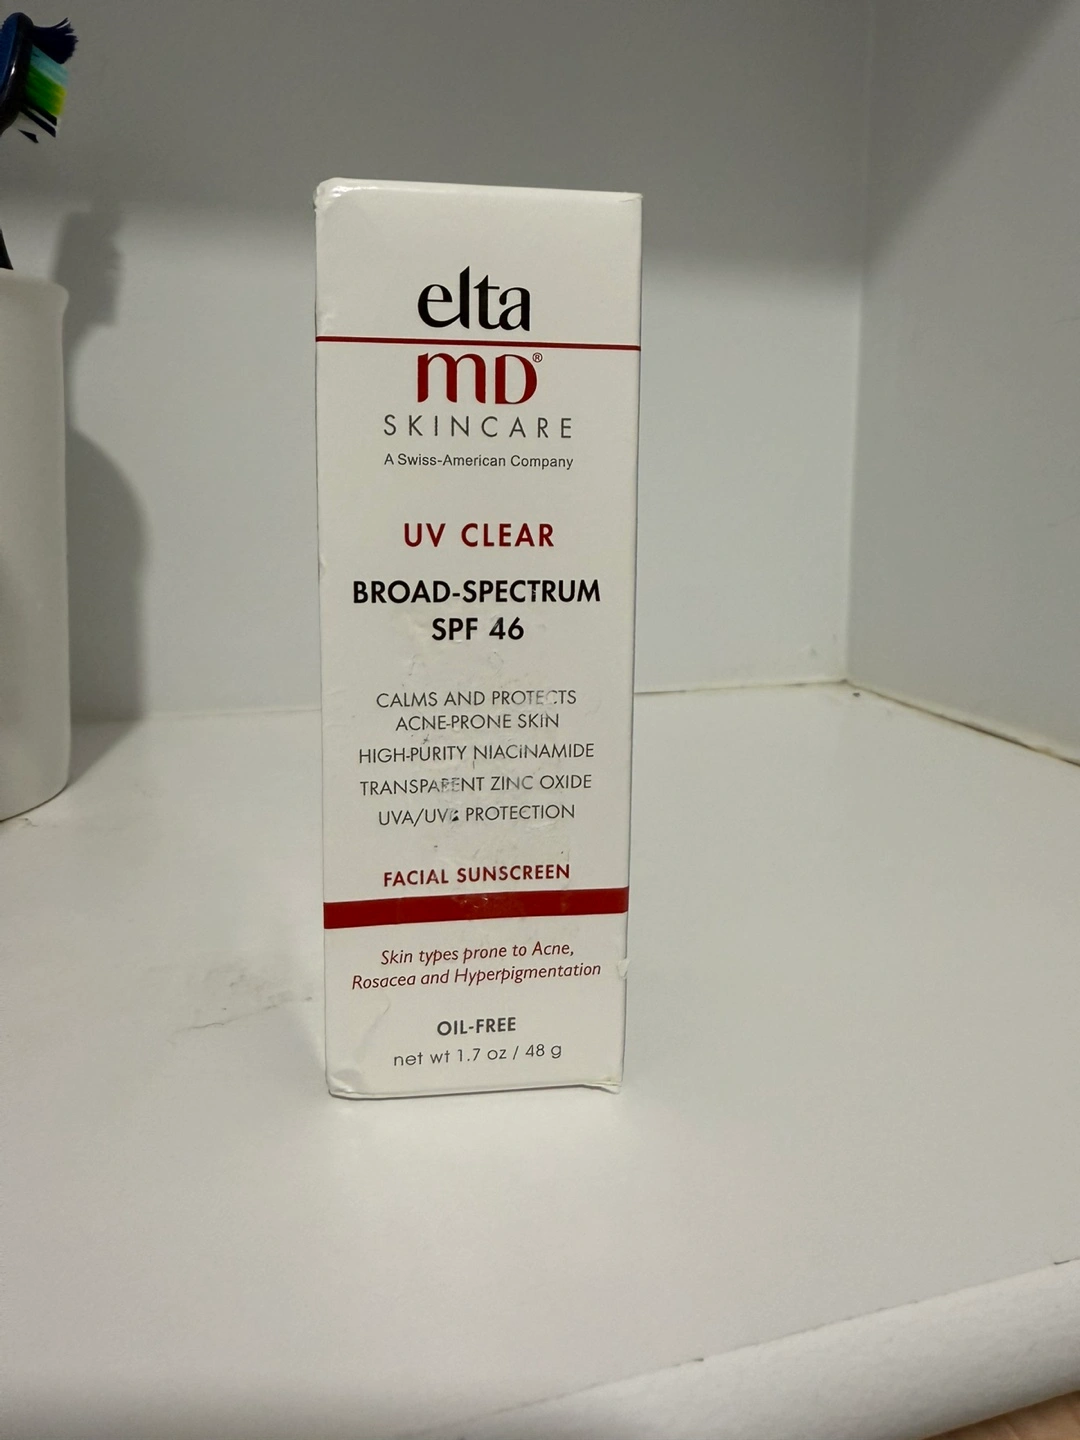 elta
MD®
SKINCARE
A Swiss-American Company
UV CLEAR
BROAD-SPECTRUM
SPF 46
CALMS AND PROTECTS
ACNE-PRONE SKIN
HIGH-PURITY NIACINAMIDE
TRANSPARENT ZINC OXIDE
UVA/UVB PROTECTION
FACIAL SUNSCREEN
Skin types prone to Acne,
Rosacea and Hyperpigmentation
OIL-FREE
net wt 1.7 oz / 48 g